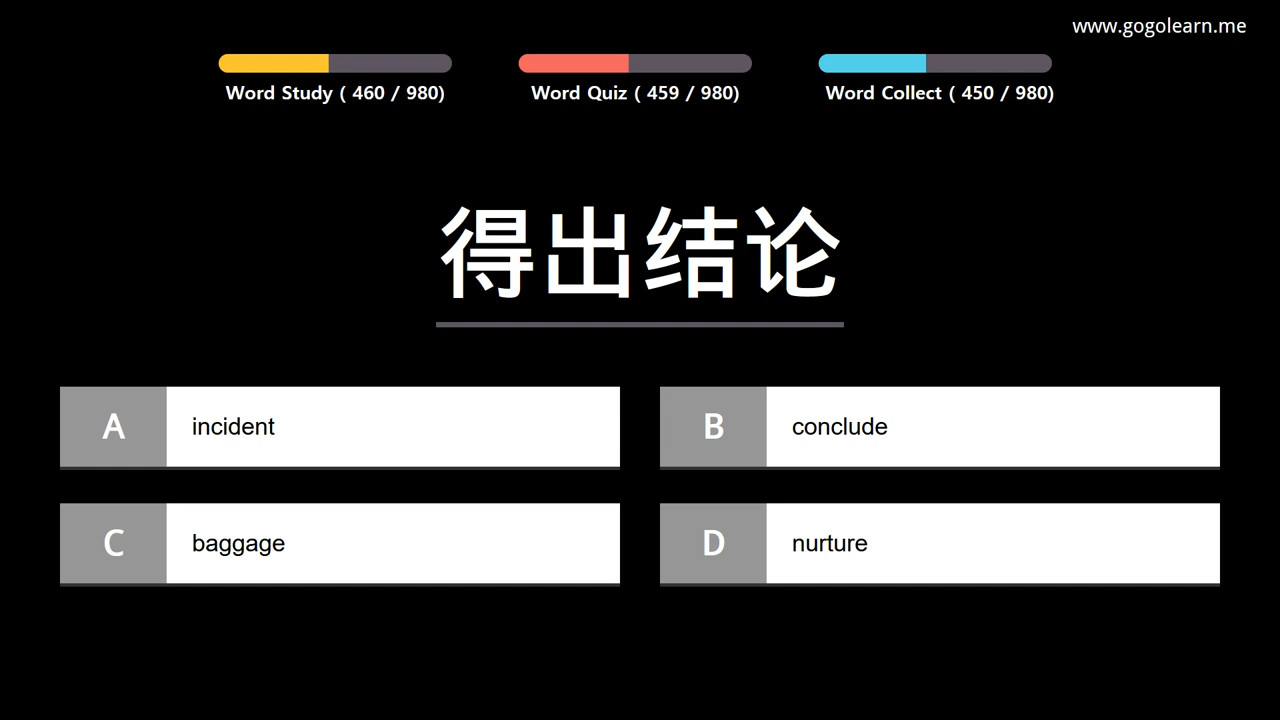 www.gogolearn.me
Word Study ( 460 / 980)
Word Quiz ( 459 / 980)
Word Collect ( 450 / 980)
得出结论
A incident
B conclude
C baggage
D nurture